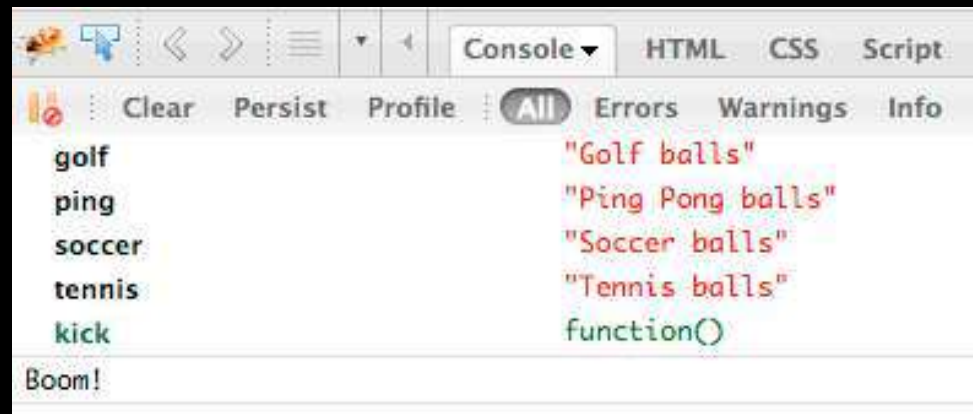 Console HTML CSS Script
Clear Persist Profile All Errors Warnings Info
golf "Golf balls"
ping "Ping Pong balls"
soccer "Soccer balls"
tennis "Tennis balls"
kick function()
Boom!